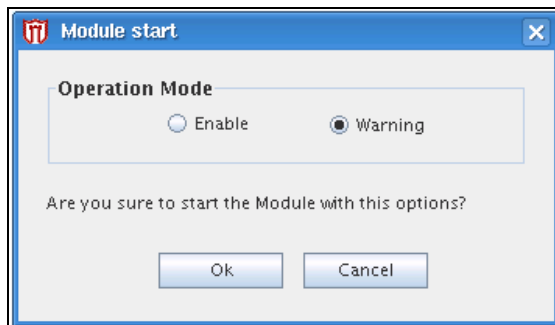 Module start
Operation Mode
Enable Warning
Are you sure to start the Module with this options?
Ok Cancel